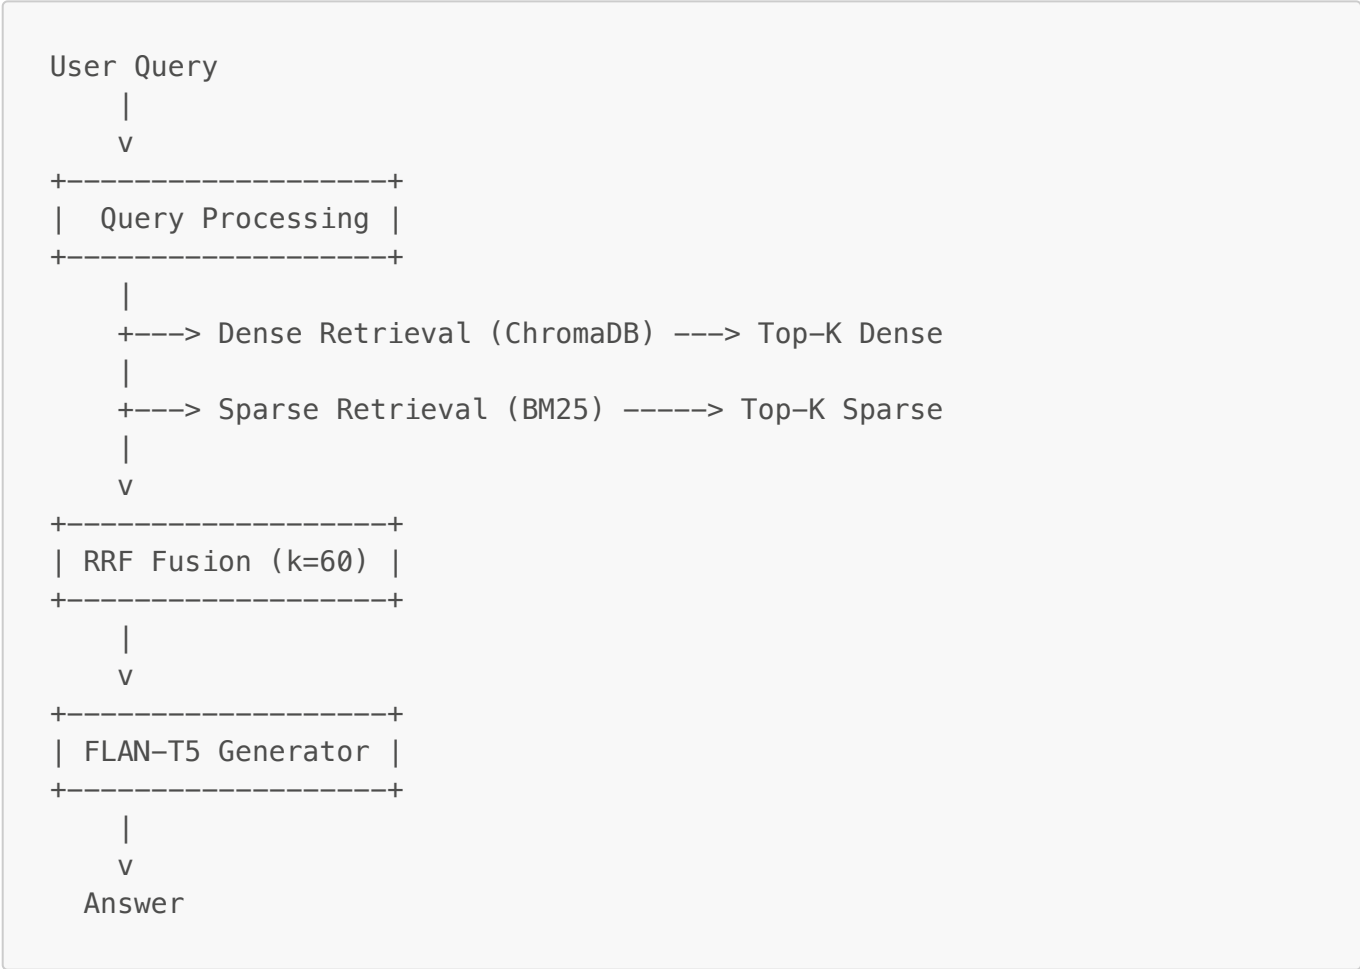 User Query
|
v
+-------------------+
|  Query Processing |
+-------------------+
|
+---> Dense Retrieval (ChromaDB) ---> Top-K Dense
|
+---> Sparse Retrieval (BM25) -----> Top-K Sparse
|
v
+-------------------+
| RRF Fusion (k=60) |
+-------------------+
|
v
+-------------------+
| FLAN-T5 Generator |
+-------------------+
|
v
Answer